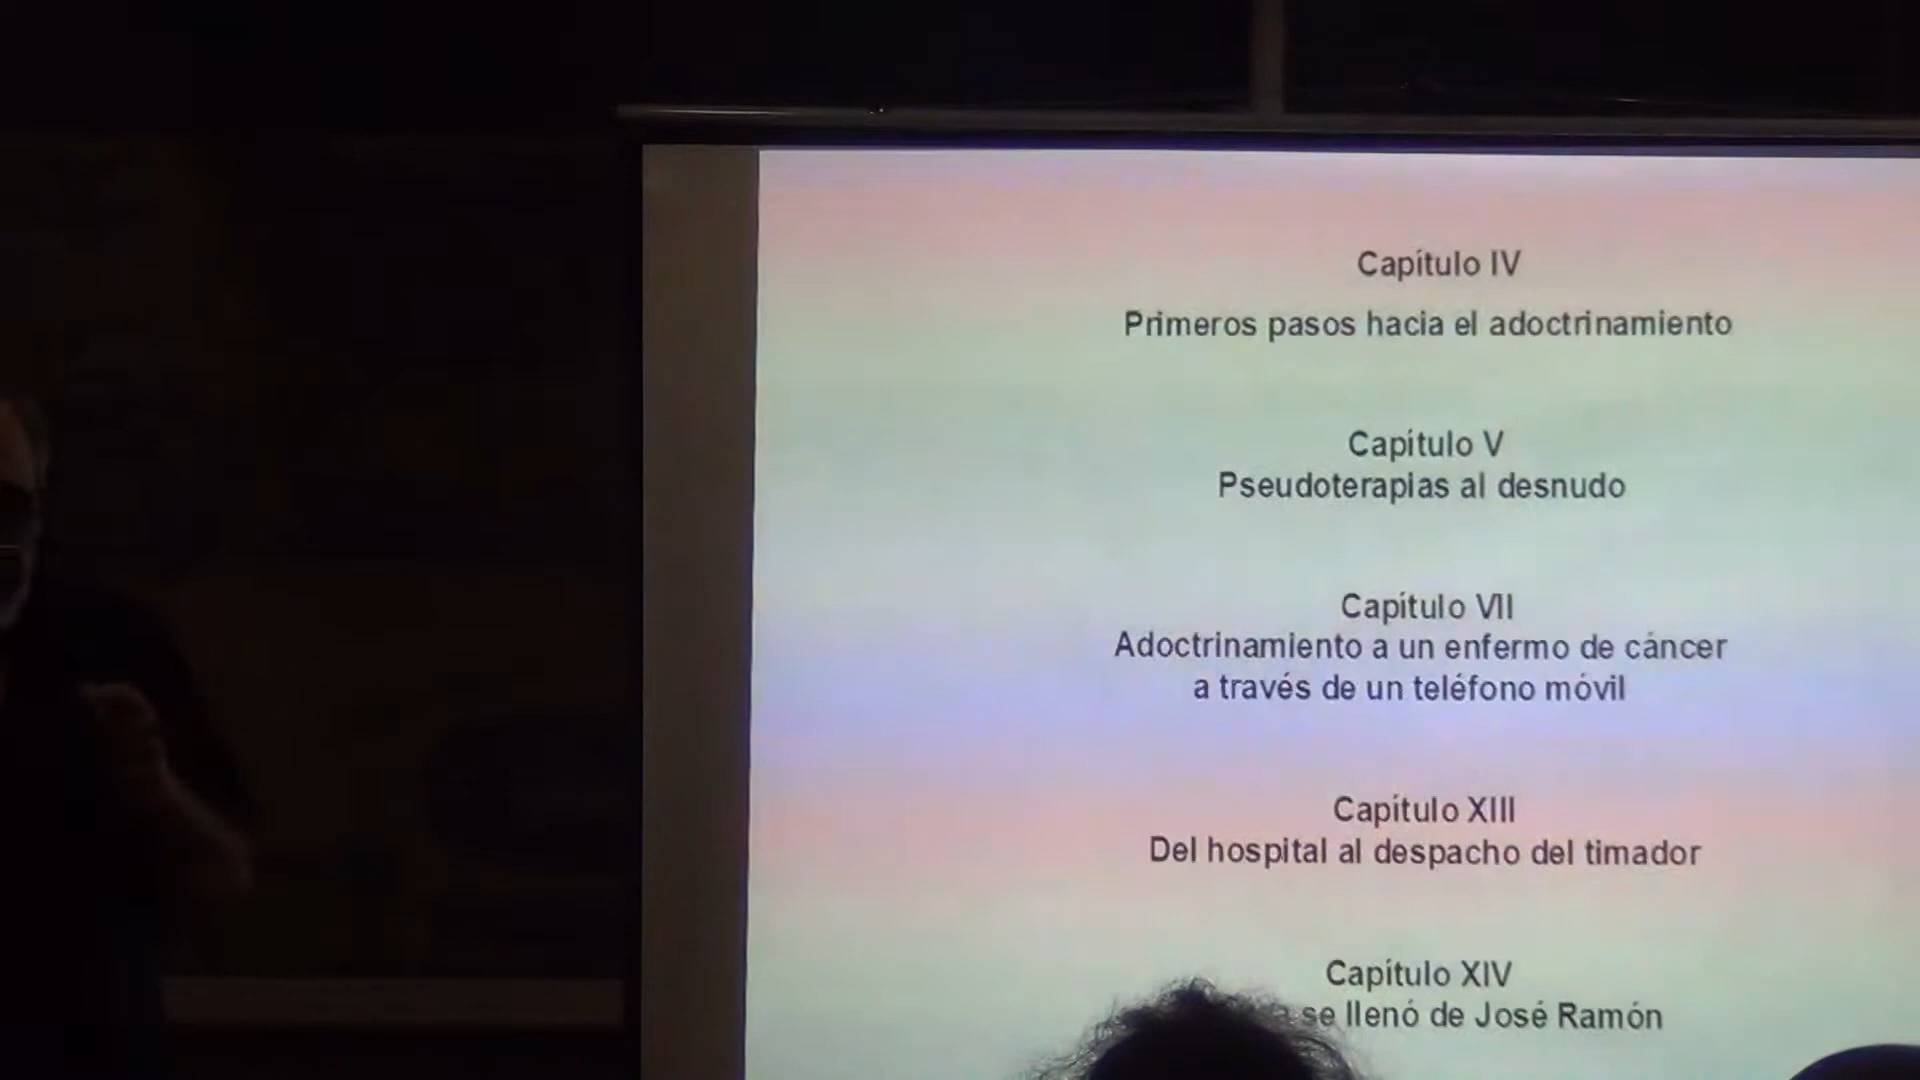 Capítulo IV
Primeros pasos hacia el adoctrinamiento
Capítulo V
Pseudoterapias al desnudo
Capítulo VII
Adoctrinamiento a un enfermo de cáncer
a través de un teléfono móvil
Capítulo XIII
Del hospital al despacho del timador
Capítulo XIV
se llenó de José Ramón